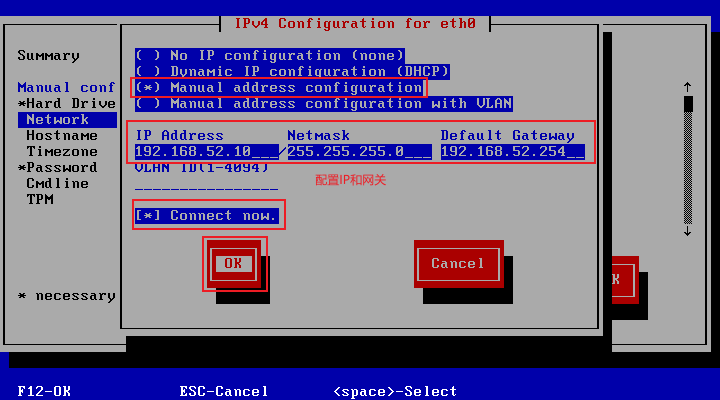 IPv4 Configuration for eth0
Summary
Manual conf
*Hard Drive
Network
Hostname
Timezone
*Password
Cmdline
TPM
* necessary
( ) No IP configuration (none)
( ) Dynamic IP configuration (DHCP)
(*) Manual address configuration
( ) Manual address configuration with VLAN
IP Address Netmask Default Gateway
192.168.52.10___/255.255.255.0___ 192.168.52.254__
VLAN ID(1-4094)
________________
配置IP和网关
[*] Connect now.
OK Cancel
K
F12-OK ESC-Cancel <space>-Select